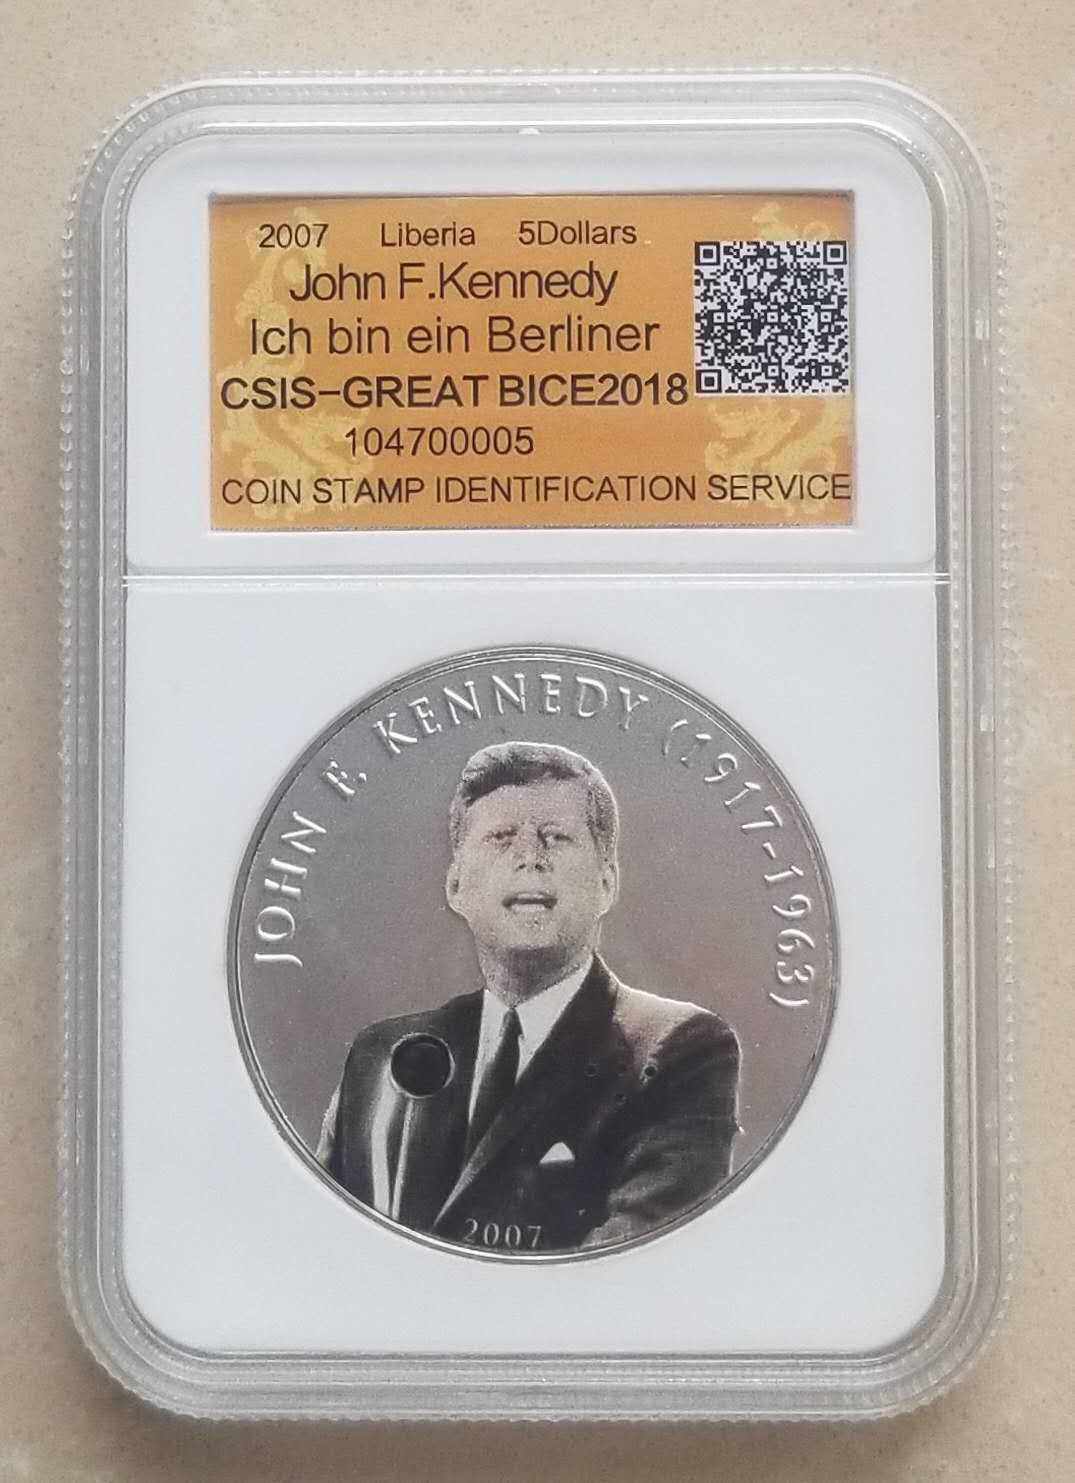 2007 Liberia 5Dollars
John F.Kennedy
Ich bin ein Berliner
CSIS-GREAT BICE2018
104700005
COIN STAMP IDENTIFICATION SERVICE
JOHN F. KENNEDY (1917-1963)
2007